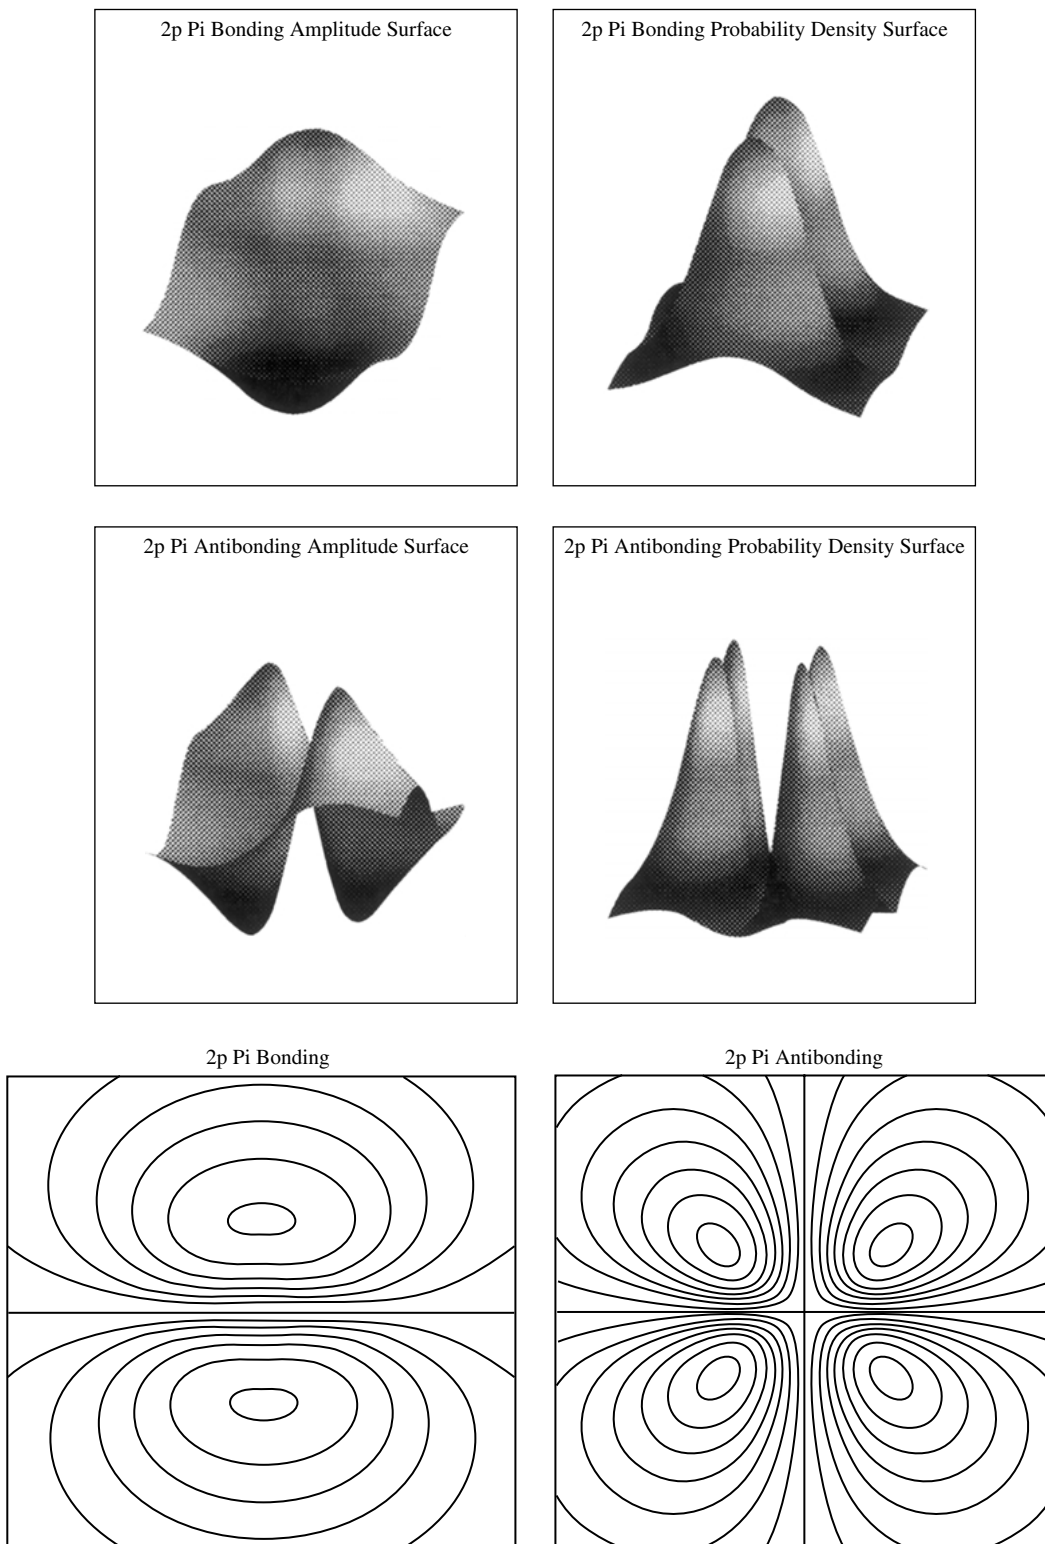 2p Pi Bonding Amplitude Surface
2p Pi Bonding Probability Density Surface
2p Pi Antibonding Amplitude Surface
2p Pi Antibonding Probability Density Surface
2p Pi Bonding
2p Pi Antibonding